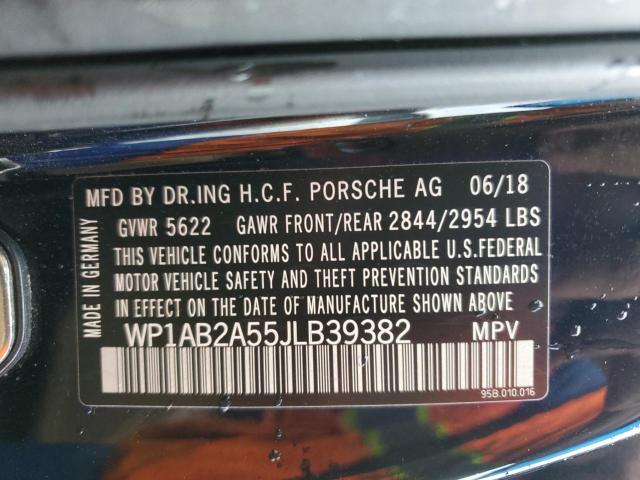 MFD BY DR.ING H.C.F. PORSCHE AG 06/18
GVWR 5622 GAWR FRONT/REAR 2844/2954 LBS
THIS VEHICLE CONFORMS TO ALL APPLICABLE U.S.FEDERAL
MOTOR VEHICLE SAFETY AND THEFT PREVENTION STANDARDS
IN EFFECT ON THE DATE OF MANUFACTURE SHOWN ABOVE
WP1AB2A55JLB39382 MPV
95B.010.016
MADE IN GERMANY